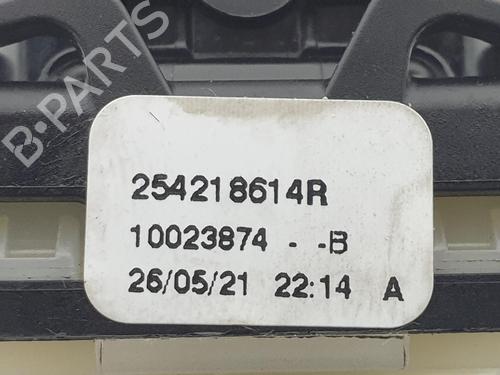 B-PARTS
254218614R
10023874 - -B
26/05/21 22:14 A